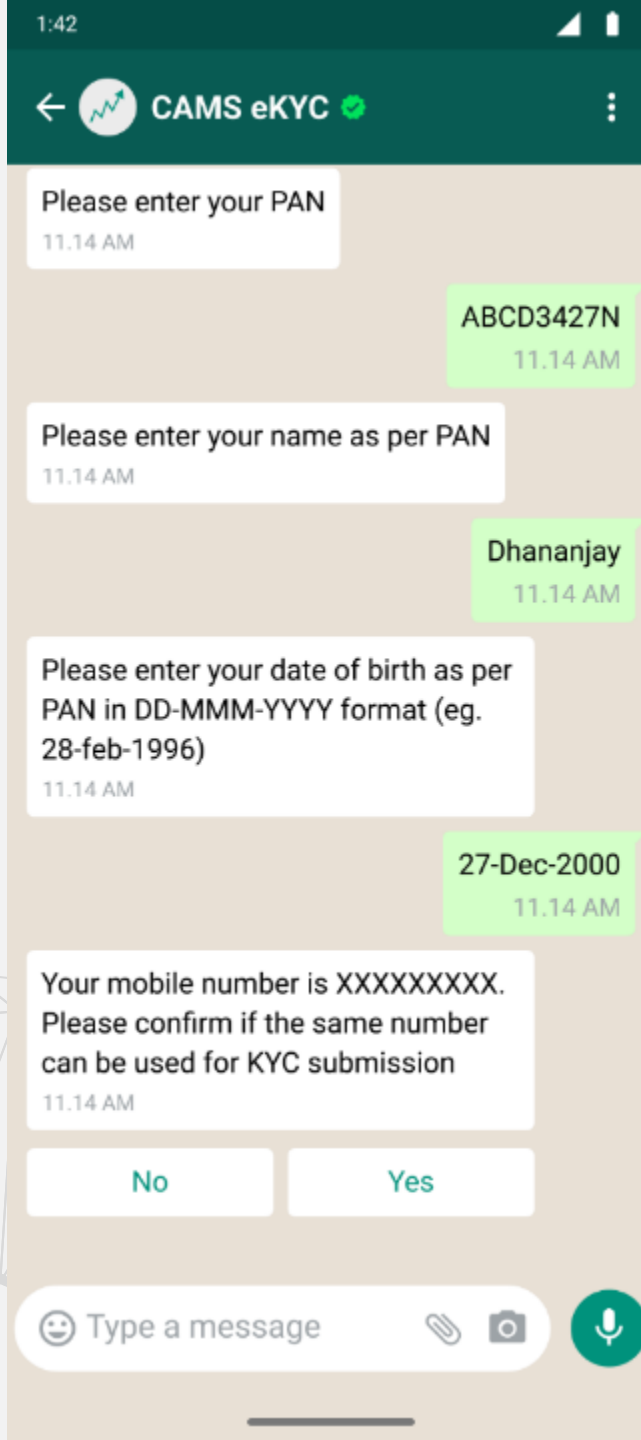 1:42
CAMS eKYC
Please enter your PAN
11.14 AM
ABCD3427N
11.14 AM
Please enter your name as per PAN
11.14 AM
Dhananjay
11.14 AM
Please enter your date of birth as per
PAN in DD-MMM-YYYY format (eg.
28-feb-1996)
11.14 AM
27-Dec-2000
11.14 AM
Your mobile number is XXXXXXXXX.
Please confirm if the same number
can be used for KYC submission
11.14 AM
No Yes
Type a message